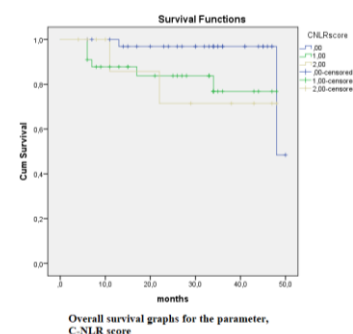 Survival Functions
CNLRscore
,00
1,00
2,00
,00-censored
1,00-censore
2,00-censore
Cum Survival
1,0
0,8
0,6
0,4
0,2
0,0
,0
10,0
20,0
30,0
40,0
50,0
months
Overall survival graphs for the parameter,
C-NLR score